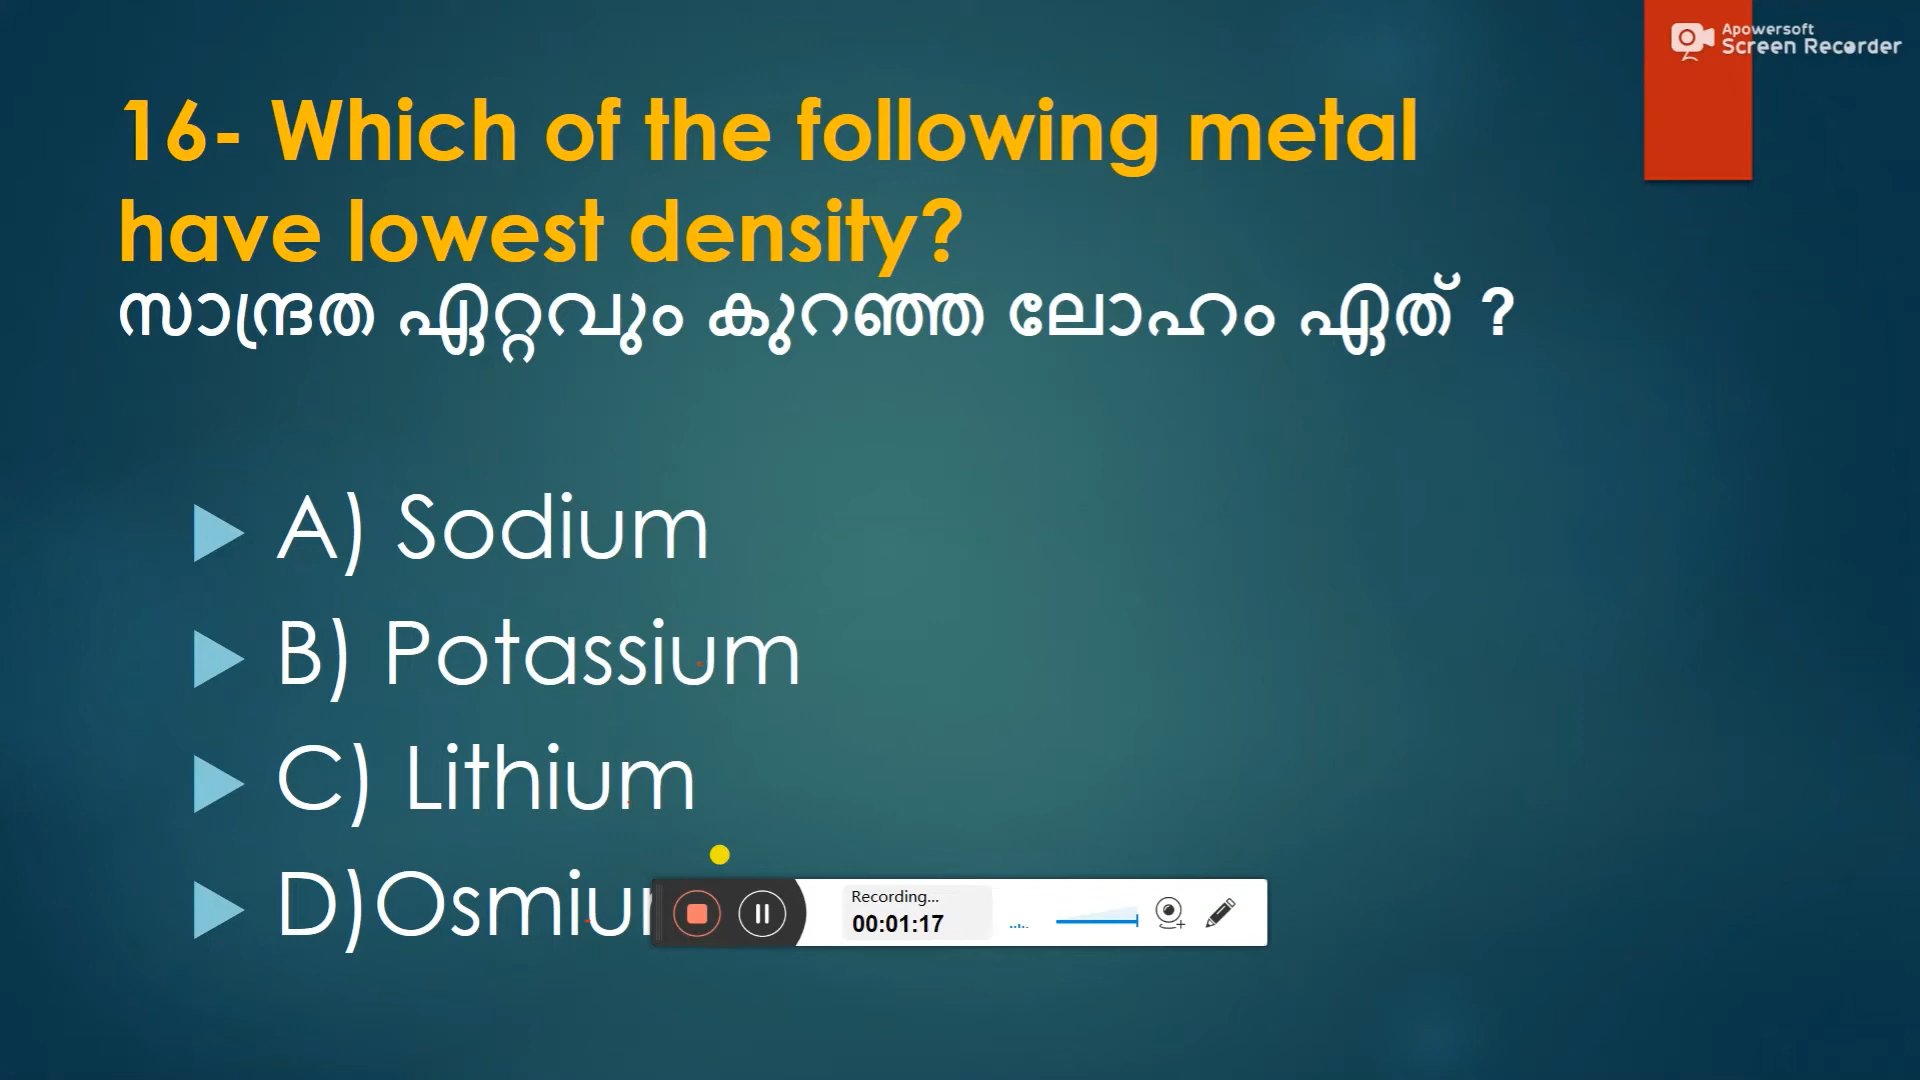 Apowersoft
Screen Recorder
16- Which of the following metal
have lowest density?
സാന്ദ്രത ഏറ്റവും കുറഞ്ഞ ലോഹം ഏത് ?
A) Sodium
B) Potassium
C) Lithium
D)Osmiu
Recording...
00:01:17